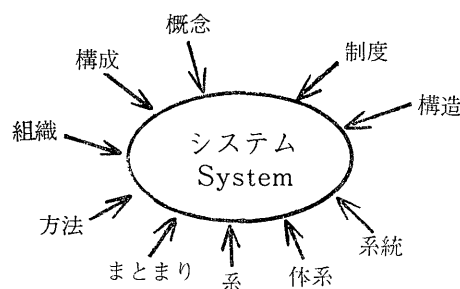 概念
制度
構成
構造
組織
システム
System
方法
系統
まとまり
系
体系